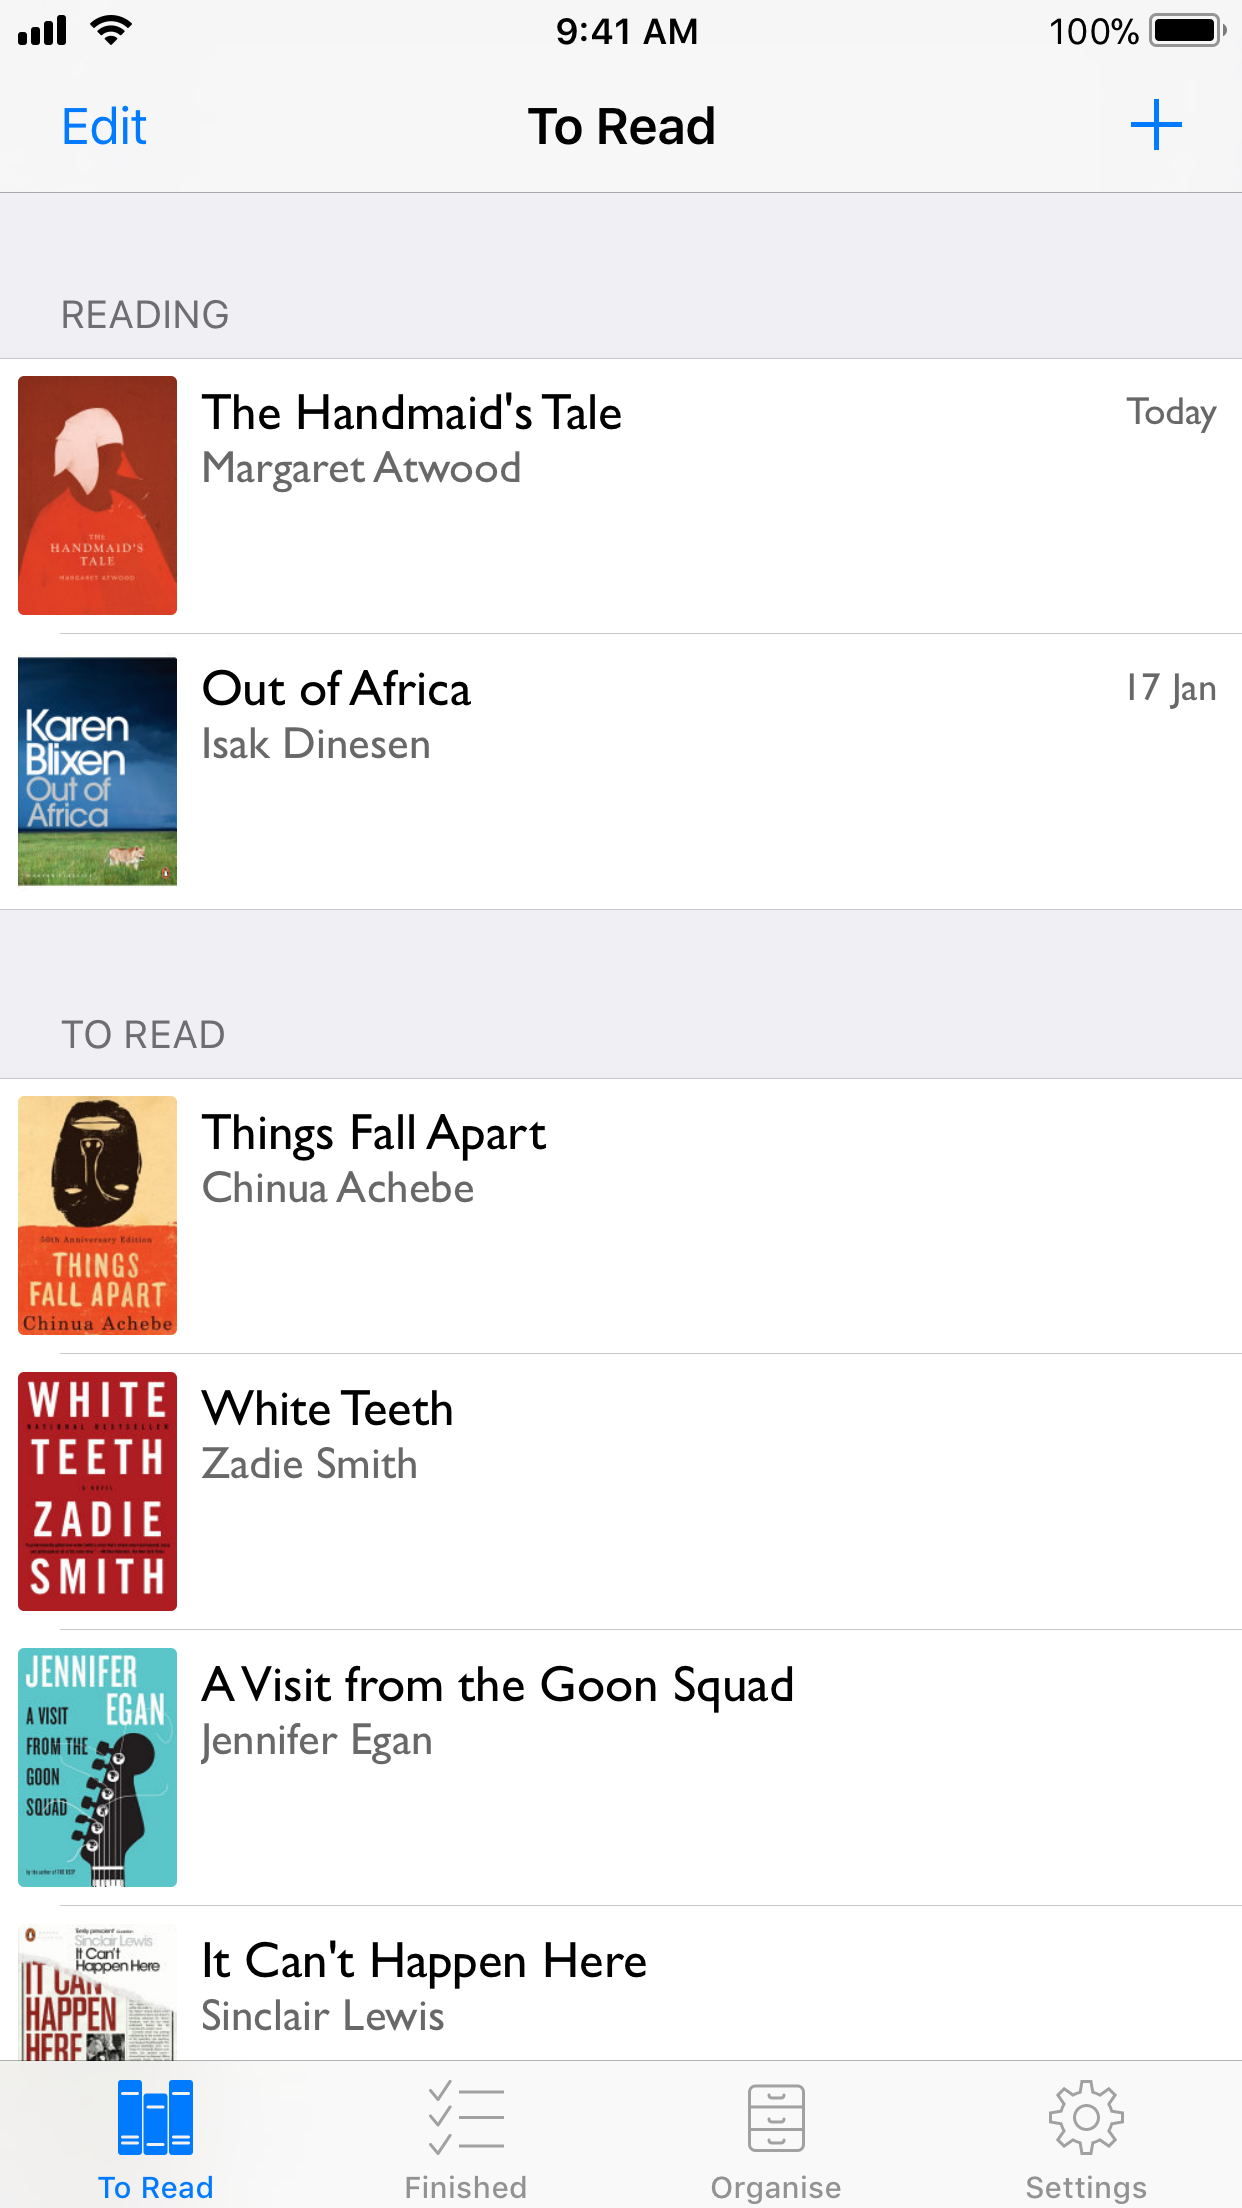 9:41 AM
100%
Edit
To Read
READING
The Handmaid's Tale
Today
Margaret Atwood
THE
HANDMAID'S
TALE
MARGARET ATWOOD
Out of Africa
17 Jan
Isak Dinesen
Karen
Blixen
Out of
Africa
TO READ
Things Fall Apart
Chinua Achebe
50th Anniversary Edition
THINGS
FALL APART
Chinua Achebe
White Teeth
Zadie Smith
WHITE
NATIONAL BESTSELLER
TEETH
A NOVEL
ZADIE
SMITH
A Visit from the Goon Squad
Jennifer Egan
JENNIFER
EGAN
A VISIT
FROM THE
GOON
SQUAD
It Can't Happen Here
Sinclair Lewis
Sinclair Lewis
It Can't
Happen Here
IT CAN'T
HAPPEN
HERE
To Read
Finished
Organise
Settings